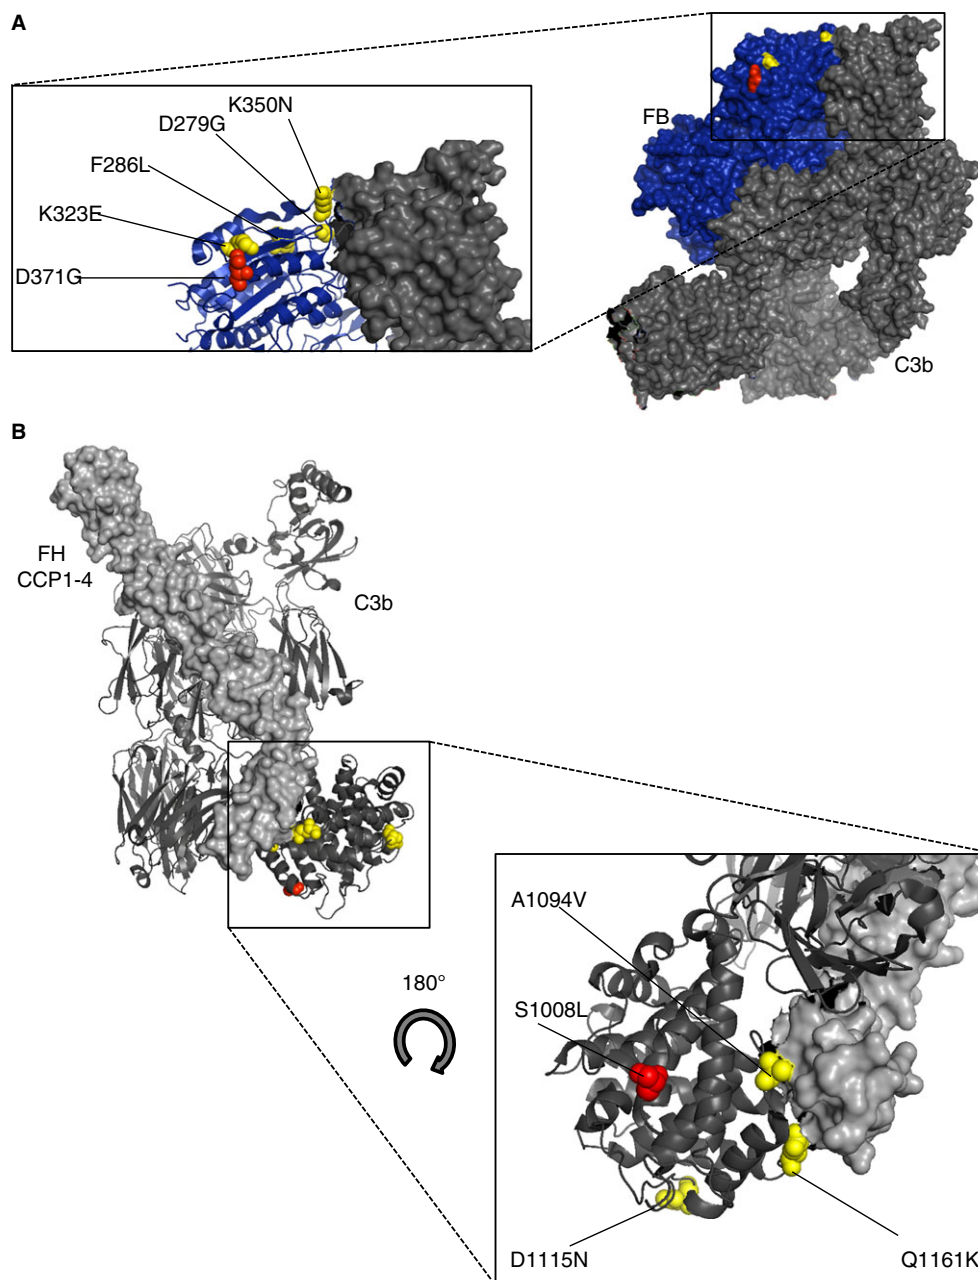 A
K350N
D279G
F286L
K323E
D371G
FB
C3b
B
FH
CCP1-4
C3b
180°
A1094V
S1008L
D1115N
Q1161K